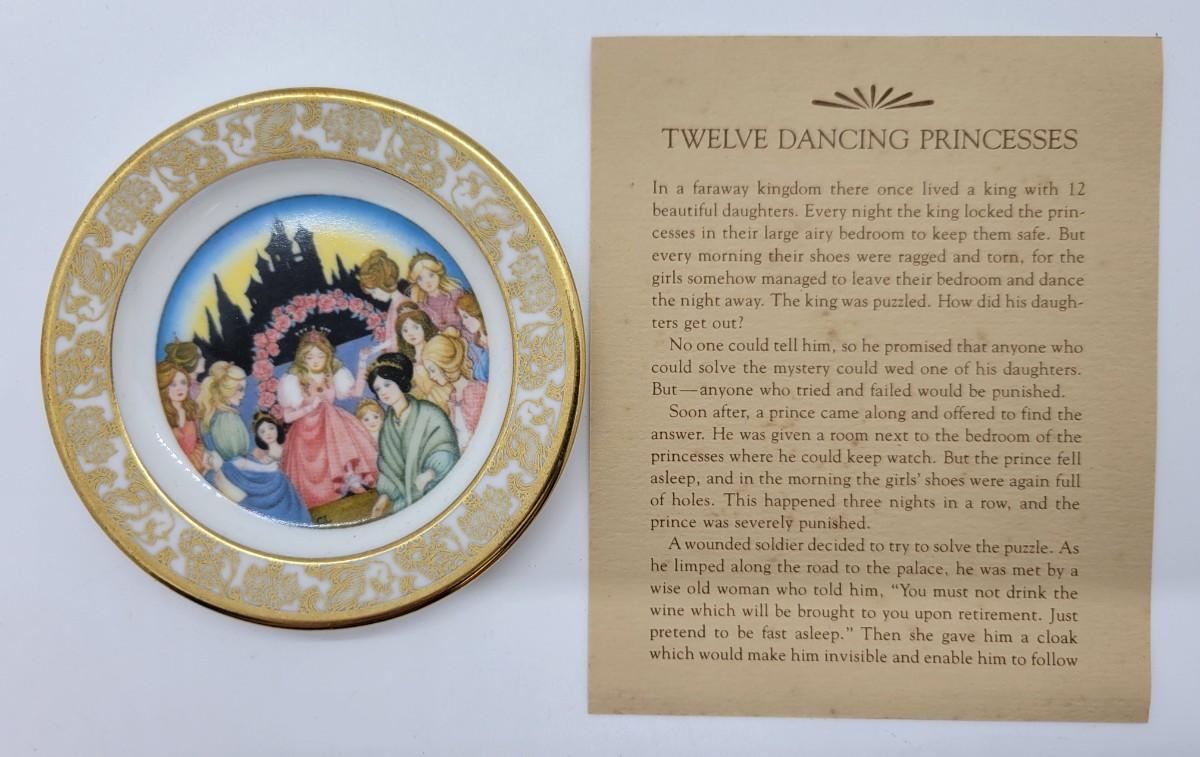 TWELVE DANCING PRINCESSES
In a faraway kingdom there once lived a king with 12
beautiful daughters. Every night the king locked the prin-
cesses in their large airy bedroom to keep them safe. But
every morning their shoes were ragged and torn, for the
girls somehow managed to leave their bedroom and dance
the night away. The king was puzzled. How did his daugh-
ters get out?
No one could tell him, so he promised that anyone who
could solve the mystery could wed one of his daughters.
But—anyone who tried and failed would be punished.
Soon after, a prince came along and offered to find the
answer. He was given a room next to the bedroom of the
princesses where he could keep watch. But the prince fell
asleep, and in the morning the girls' shoes were again full
of holes. This happened three nights in a row, and the
prince was severely punished.
A wounded soldier decided to try to solve the puzzle. As
he limped along the road to the palace, he was met by a
wise old woman who told him, “You must not drink the
wine which will be brought to you upon retirement. Just
pretend to be fast asleep.” Then she gave him a cloak
which would make him invisible and enable him to follow